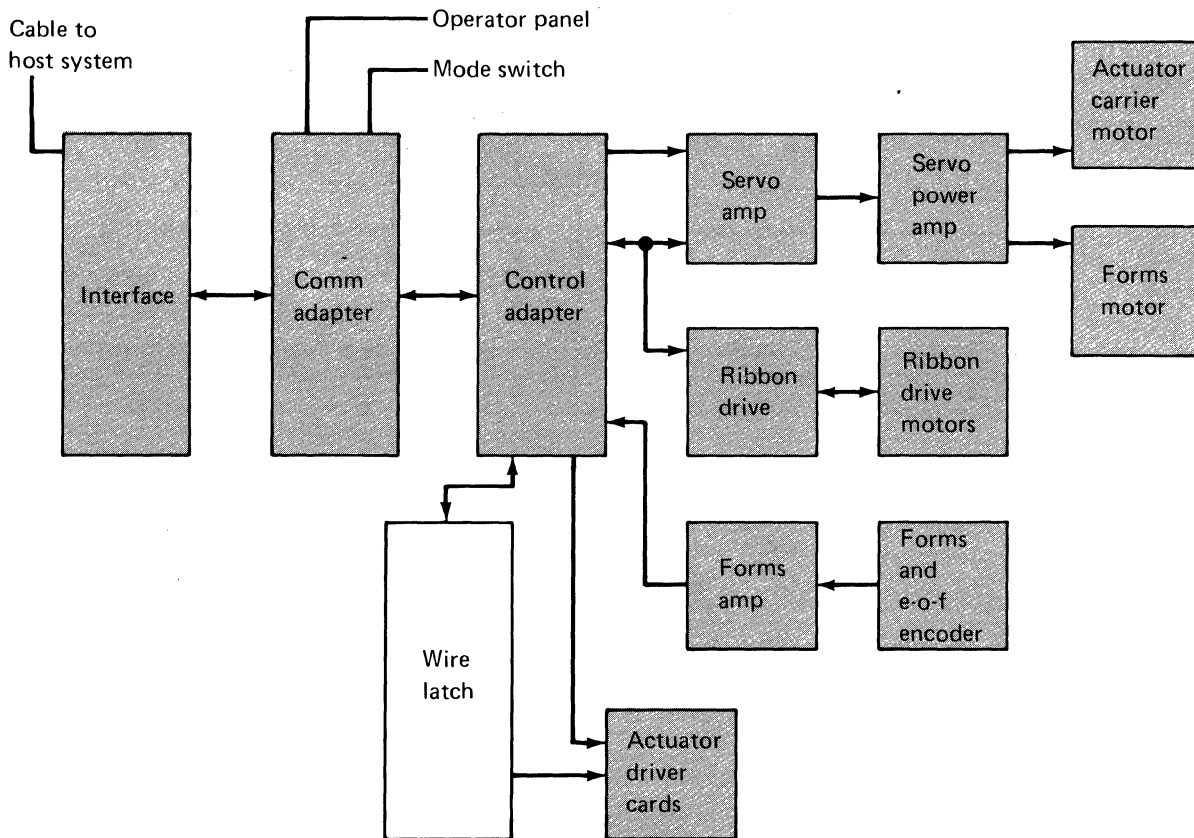 Cable to
host system
Operator panel
Mode switch
Interface
Comm
adapter
Control
adapter
Servo
amp
Servo
power
amp
Actuator
carrier
motor
Forms
motor
Ribbon
drive
Ribbon
drive
motors
Forms
amp
Forms
and
e-o-f
encoder
Wire
latch
Actuator
driver
cards